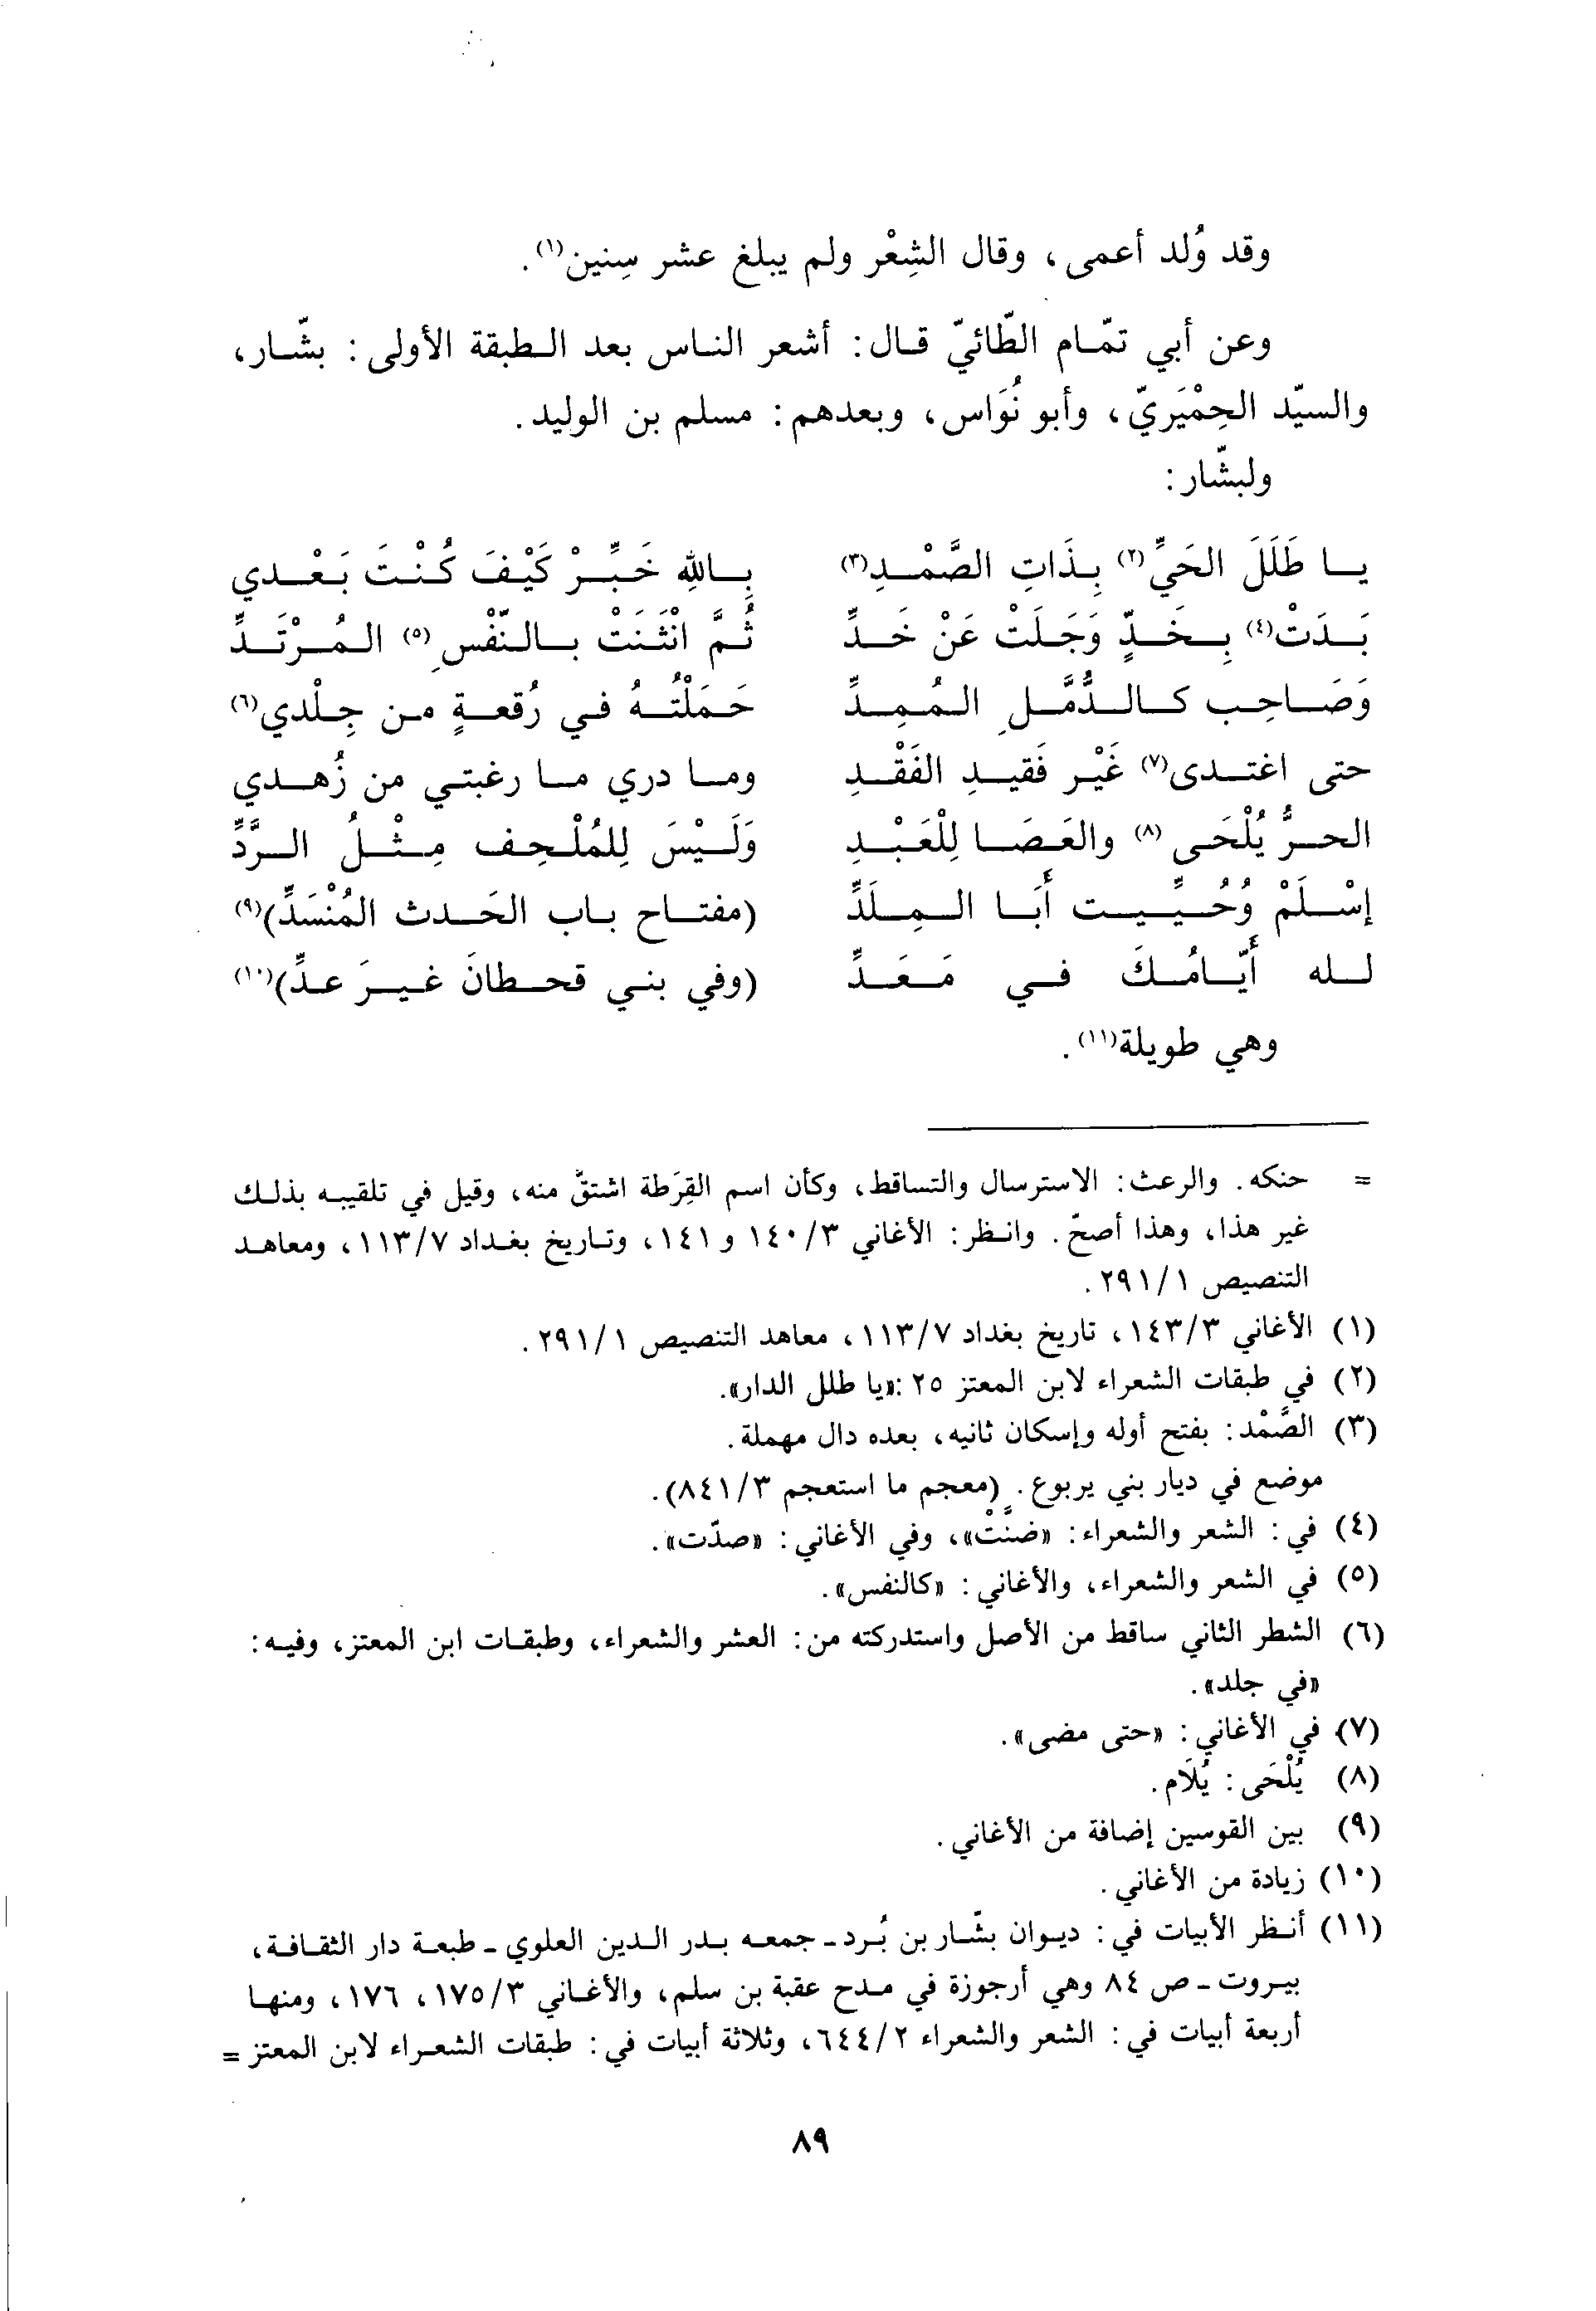 وقد وُلد أعمى، وقال الشِعْر ولم يبلغ عشر سِنين(١).
وعن أبي تمّام الطّائيّ قال: أشعر الناس بعد الطبقة الأولى: بشّار،
والسيّد الحِمْيَريّ، وأبو نُوَاس، وبعدهم: مسلم بن الوليد.
ولبشّار:
يا طَلَلَ الحَيِّ(٢) بِذَاتِ الصَّمْدِ(٣) بِاللهِ خَبِّرْ كَيْفَ كُنْتَ بَعْدي
بَدَتْ(٤) بِخَدٍّ وَجَلَتْ عَنْ خَدِّ ثُمَّ انْثَنَتْ بالنّفْسِ(٥) المُرْتَدِّ
وَصَاحِبٍ كالدُّمَّلِ المُمِدِّ حَمَلْتُهُ في رُقعةٍ من جِلْدي(٦)
حتى اغتدى(٧) غَيْر فَقيدِ الفَقْدِ وما دري ما رغبتي من زُهدي
الحرُّ يُلْحَى(٨) والعَصَا لِلْعَبْدِ وَلَيْسَ لِلمُلْحِف مِثْلُ الرَّدِّ
إسْلَمْ وُحُيِّيت أَبَا المِلَدِّ (مفتاح باب الحَدث المُنْسَدِّ)(٩)
لله أيّامُكَ في مَعَدِّ (وفي بني قحطانَ غيرَ عدِّ)(١٠)
وهي طويلة(١١).
= حنكه. والرعث: الاسترسال والتساقط، وكأن اسم القِرَطة اشتقّ منه، وقيل في تلقيبه بذلك
غير هذا، وهذا أصحّ. وانظر: الأغاني ١٤٠/٣ و ١٤١، وتاريخ بغداد ١١٣/٧، ومعاهد
التنصيص ٢٩١/١.
(١) الأغاني ١٤٣/٣، تاريخ بغداد ١١٣/٧، معاهد التنصيص ٢٩١/١.
(٢) في طبقات الشعراء لابن المعتز ٢٥ :«يا طلل الدار».
(٣) الصَّمْد: بفتح أوله وإسكان ثانيه، بعده دال مهملة.
موضع في ديار بني يربوع. (معجم ما استعجم ٨٤١/٣).
(٤) في: الشعر والشعراء: «ضنَّتْ»، وفي الأغاني: «صدّت».
(٥) في الشعر والشعراء، والأغاني: «كالنفس».
(٦) الشطر الثاني ساقط من الأصل واستدركته من: العشر والشعراء، وطبقات ابن المعتز، وفيه:
«في جلد».
(٧) في الأغاني: «حتى مضى».
(٨) يُلْحَى: يُلَام.
(٩) بين القوسين إضافة من الأغاني.
(١٠) زيادة من الأغاني.
(١١) أنظر الأبيات في: ديوان بشّار بن بُرد - جمعه بدر الدين العلوي - طبعة دار الثقافة،
بيروت - ص ٨٤ وهي أرجوزة في مدح عقبة بن سلم، والأغاني ١٧٥/٣، ١٧٦، ومنها
أربعة أبيات في: الشعر والشعراء ٦٤٤/٢، وثلاثة أبيات في: طبقات الشعراء لابن المعتز =
٨٩